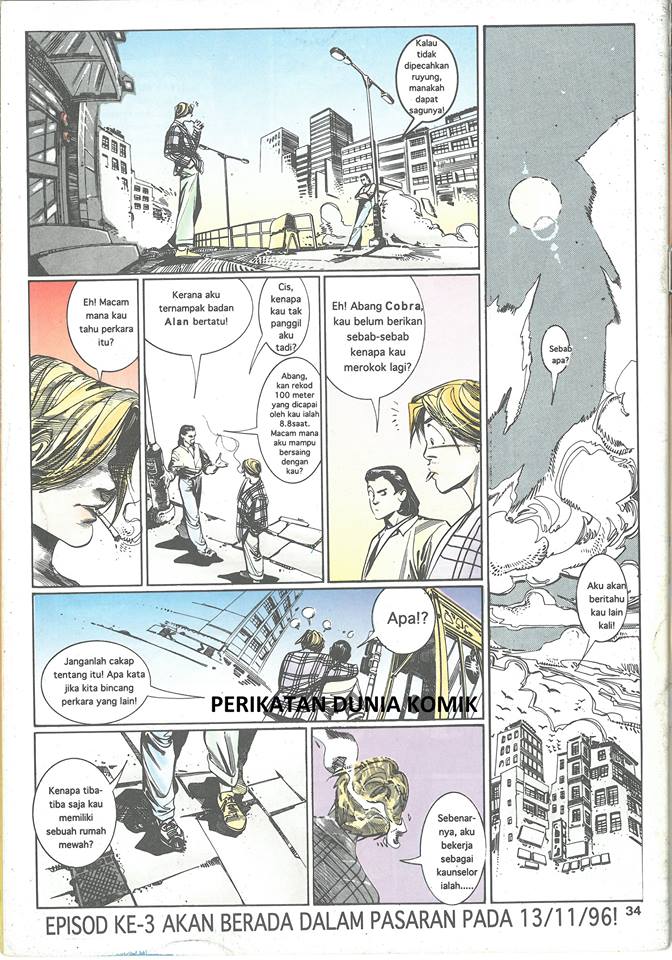 Kalau
tidak
dipecahkan
ruyung,
manakah
dapat
sagunya!
Eh! Macam
mana kau
tahu perkara
itu?
Kerana aku
ternampak badan
Alan bertatu!
Cis,
kenapa
kau tak
panggil
aku
tadi?
Abang,
kan rekod
100 meter
yang dicapai
oleh kau ialah
8.8saat.
Macam mana
aku mampu
bersaing
dengan
kau?
Eh! Abang Cobra,
kau belum berikan
sebab-sebab
kenapa kau
merokok lagi?
Sebab
apa?
Aku akan
beritahu
kau lain
kali!
Janganlah cakap
tentang itu! Apa kata
jika kita bincang
perkara yang lain!
Apa!?
PERIKATAN DUNIA KOMIK
Kenapa tiba-
tiba saja kau
memiliki
sebuah rumah
mewah?
Sebenar-
nya, aku
bekerja
sebagai
kaunselor
ialah.....
34
EPISOD KE-3 AKAN BERADA DALAM PASARAN PADA 13/11/96!